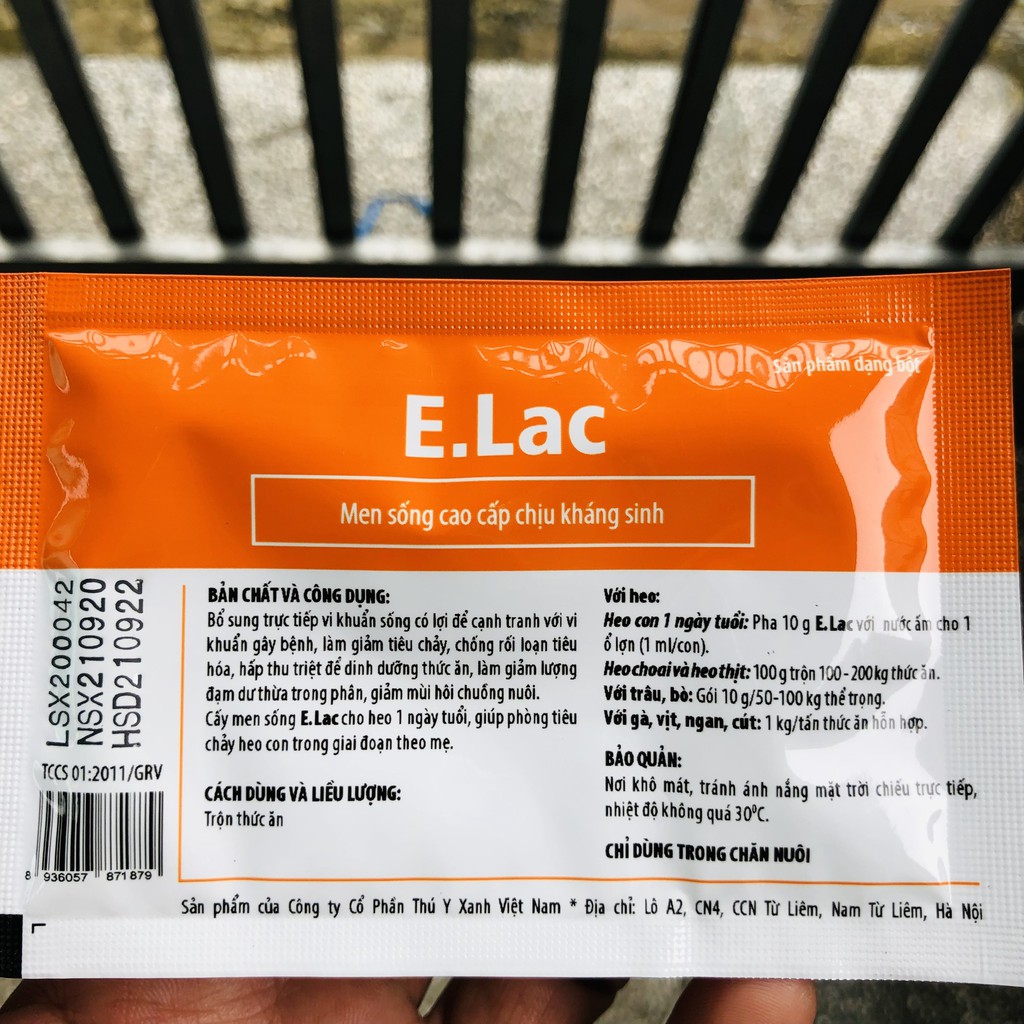 Sản phẩm dạng bột
E.Lac
Men sống cao cấp chịu kháng sinh
LSX200042
NSX210920
HSD210922
TCCS 01:2011/GRV
8 936057 871879
BẢN CHẤT VÀ CÔNG DỤNG:
Bổ sung trực tiếp vi khuẩn sống có lợi để cạnh tranh với vi
khuẩn gây bệnh, làm giảm tiêu chảy, chống rối loạn tiêu
hóa, hấp thu triệt để dinh dưỡng thức ăn, làm giảm lượng
đạm dư thừa trong phân, giảm mùi hôi chuồng nuôi.
Cấy men sống E.Lac cho heo 1 ngày tuổi, giúp phòng tiêu
chảy heo con trong giai đoạn theo mẹ.
CÁCH DÙNG VÀ LIỀU LƯỢNG:
Trộn thức ăn
Với heo:
Heo con 1 ngày tuổi: Pha 10 g E.Lac với nước ấm cho 1
ổ lợn (1 ml/con).
Heo choai và heo thịt: 100 g trộn 100 - 200 kg thức ăn.
Với trâu, bò: Gói 10 g/50-100 kg thể trọng.
Với gà, vịt, ngan, cút: 1 kg/tấn thức ăn hỗn hợp.
BẢO QUẢN:
Nơi khô mát, tránh ánh nắng mặt trời chiếu trực tiếp,
nhiệt độ không quá 30⁰C.
CHỈ DÙNG TRONG CHĂN NUÔI
Sản phẩm của Công ty Cổ Phần Thú Y Xanh Việt Nam * Địa chỉ: Lô A2, CN4, CCN Từ Liêm, Nam Từ Liêm, Hà Nội